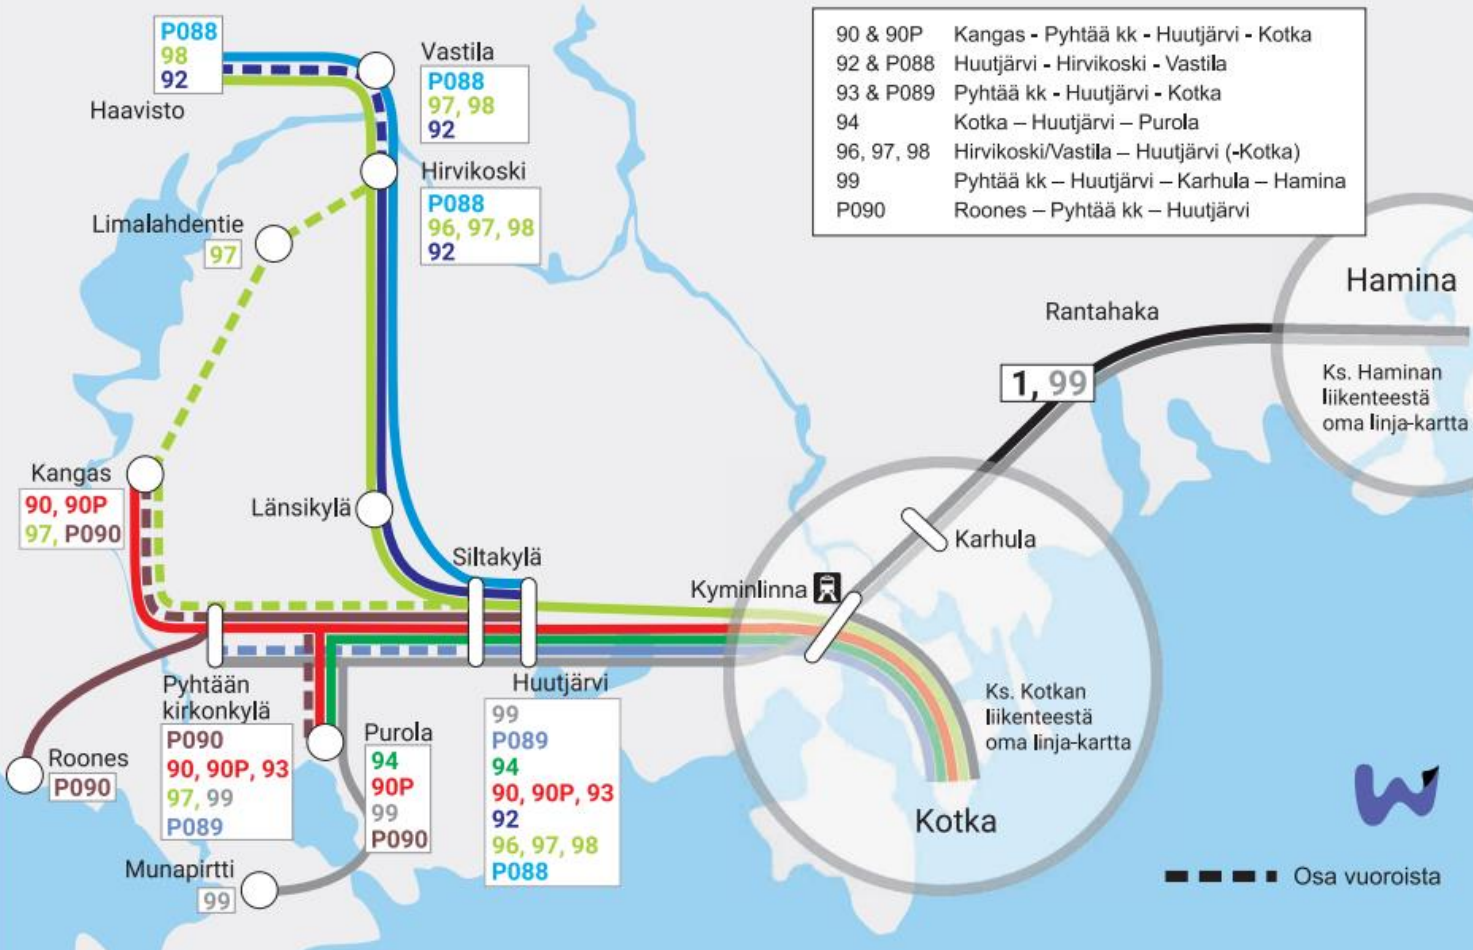 P088
98
92
Haavisto
Vastila
P088
97, 98
92
Hirvikoski
P088
96, 97, 98
92
Limalahdentie
97
90 & 90P Kangas - Pyhtää kk - Huutjärvi - Kotka
92 & P088 Huutjärvi - Hirvikoski - Vastila
93 & P089 Pyhtää kk - Huutjärvi - Kotka
94 Kotka – Huutjärvi – Purola
96, 97, 98 Hirvikoski/Vastila – Huutjärvi (-Kotka)
99 Pyhtää kk – Huutjärvi – Karhula – Hamina
P090 Roones – Pyhtää kk – Huutjärvi
Hamina
Rantahaka
1, 99
Ks. Haminan
liikenteestä
oma linja-kartta
Kangas
90, 90P
97, P090
Länsikylä
Siltakylä
Karhula
Kyminlinna
Pyhtään
kirkonkylä
P090
90, 90P, 93
97, 99
P089
Roones
P090
Purola
94
90P
99
P090
Huutjärvi
99
P089
94
90, 90P, 93
92
96, 97, 98
P088
Munapirtti
99
Ks. Kotkan
liikenteestä
oma linja-kartta
Kotka
Osa vuoroista